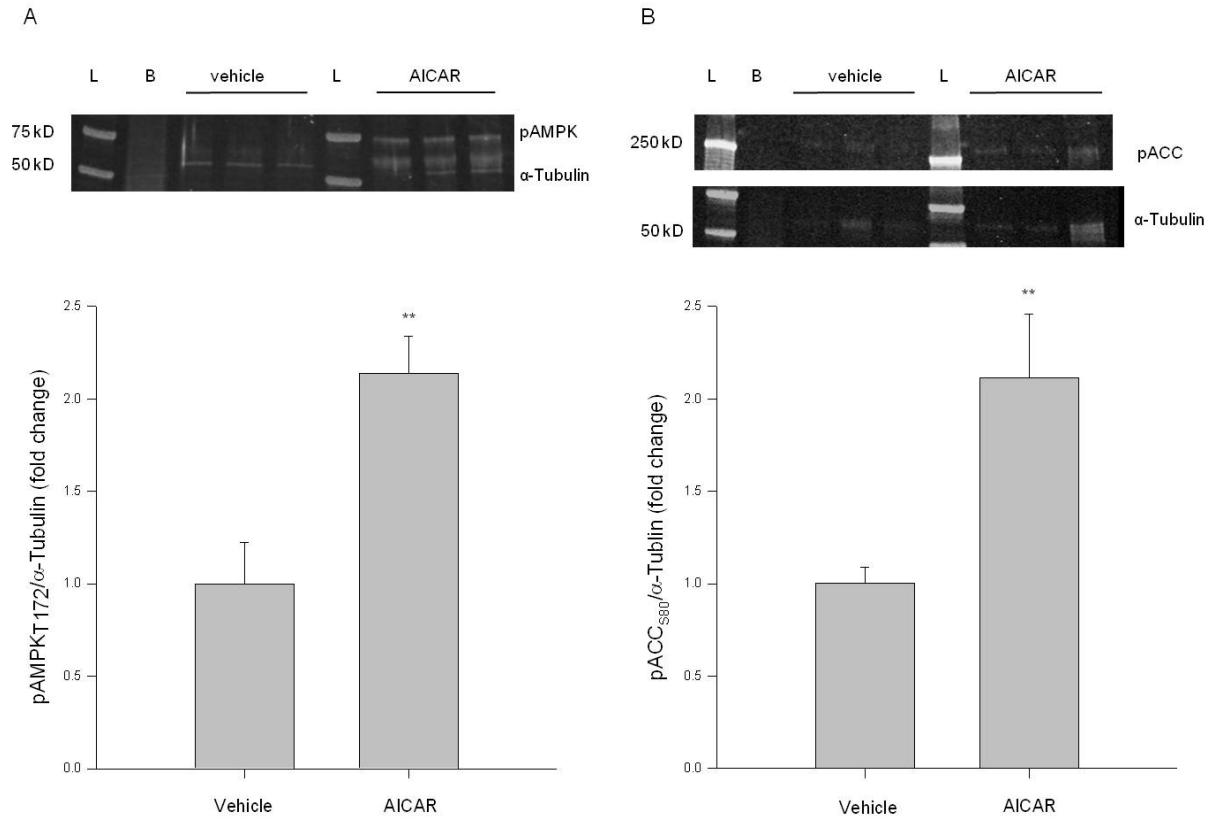 A
L B vehicle L AICAR
75 kD
pAMPK
50 kD
α-Tubulin
2.5
**
2.0
1.5
1.0
0.5
0.0
pAMPKT172/α-Tubulin (fold change)
Vehicle AICAR
B
L B vehicle L AICAR
250 kD
pACC
α-Tubulin
50 kD
**
2.5
2.0
1.5
1.0
0.5
0.0
pACCS80/α-Tublin (fold change)
Vehicle AICAR